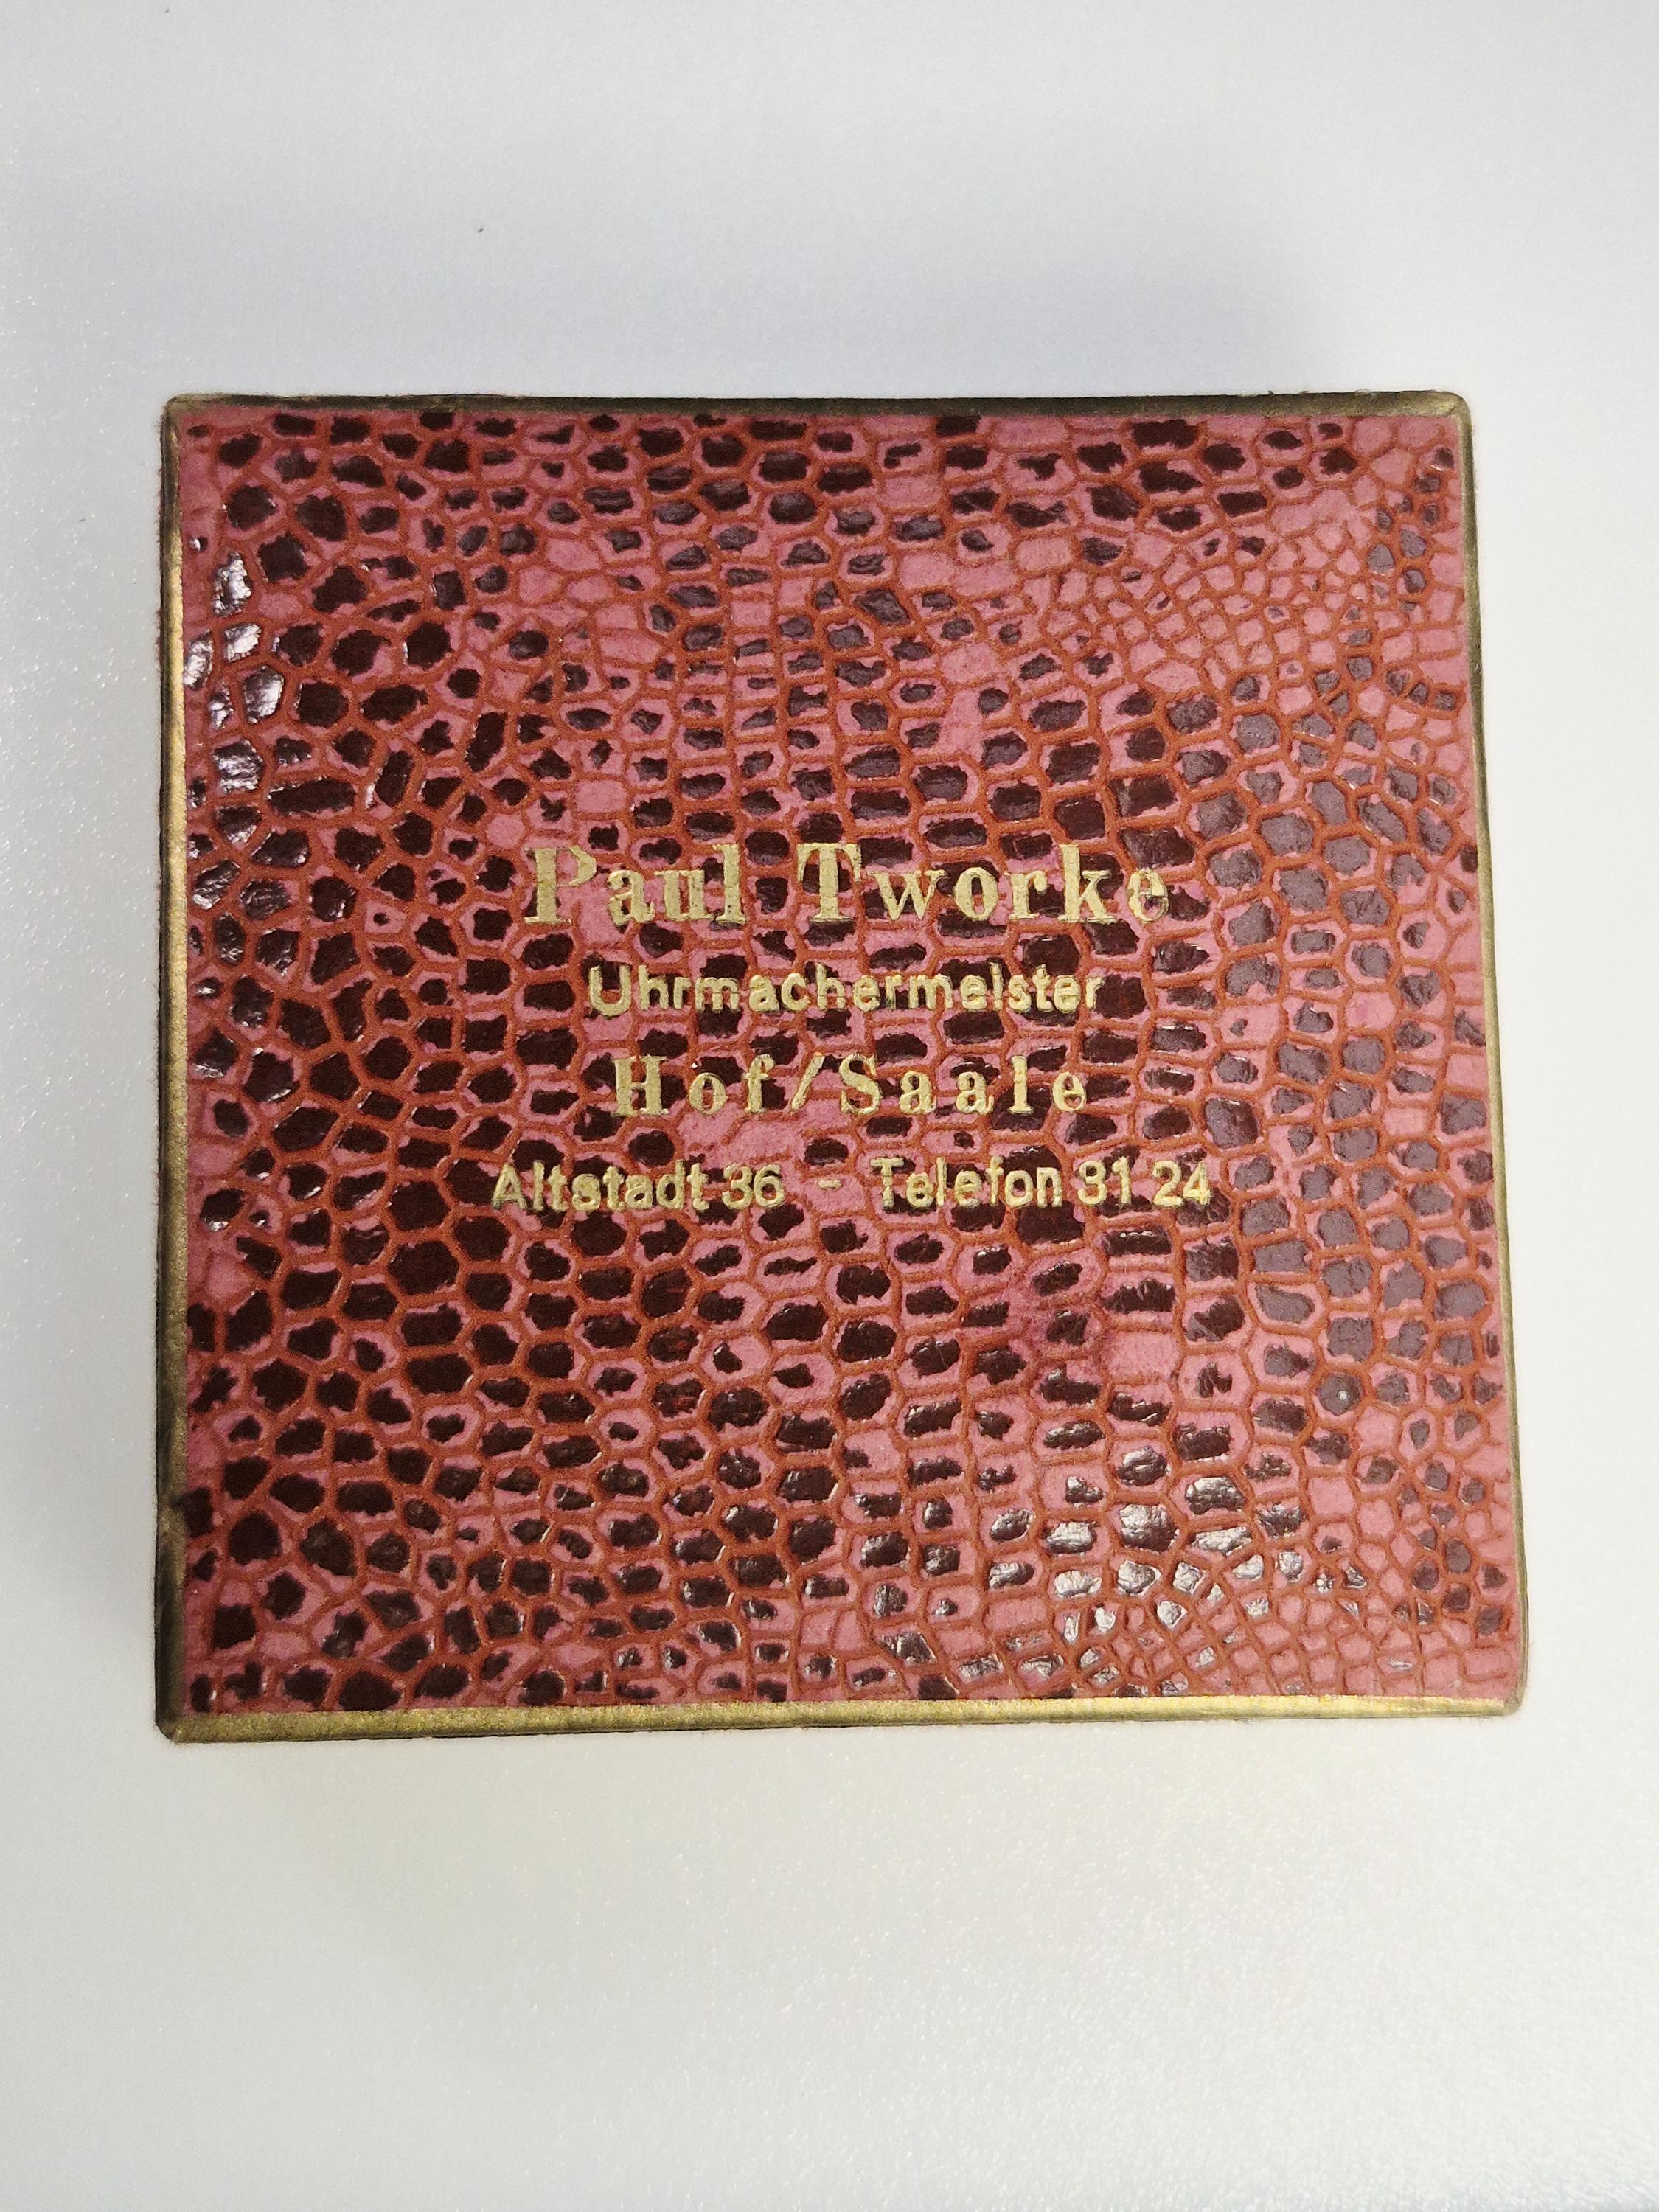 Paul Tworke
Uhrmachermeister
Hof/Saale
Altstadt 36 - Telefon 31 24